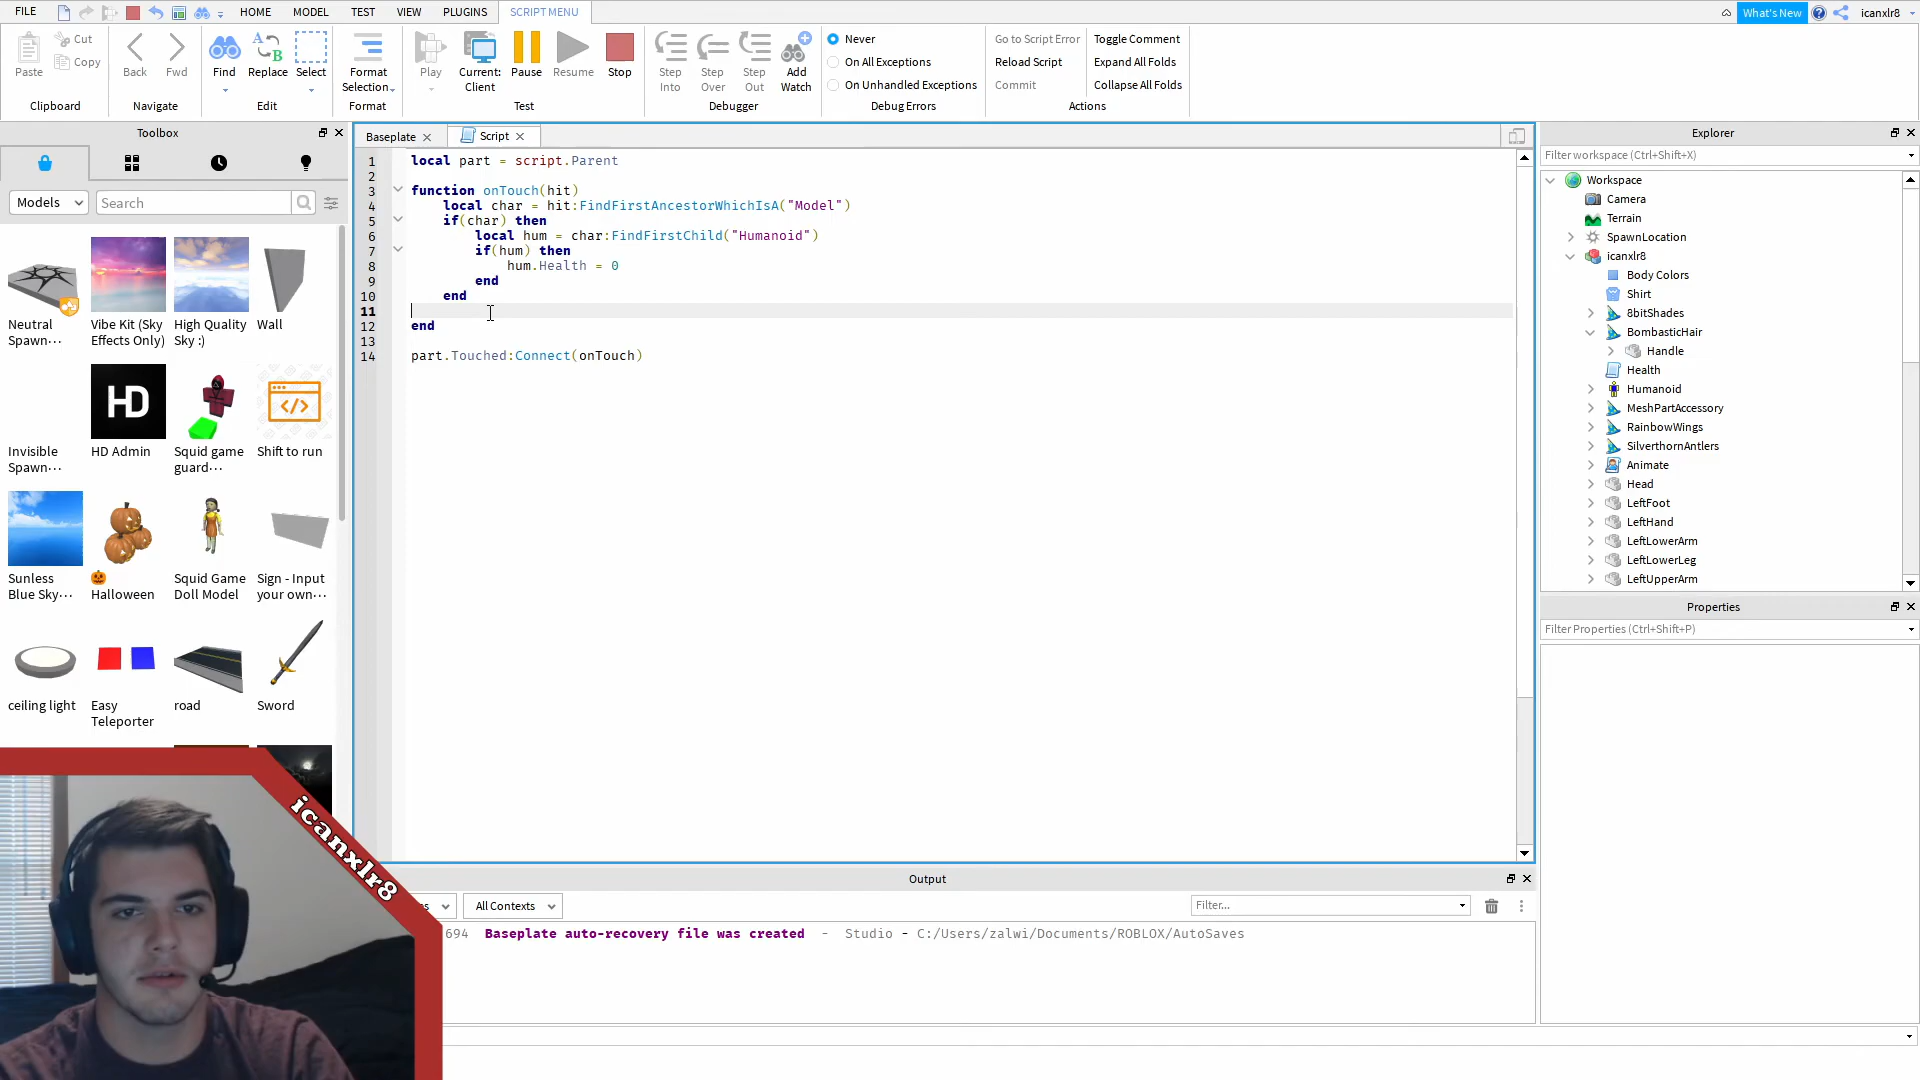 FILE HOME MODEL TEST VIEW PLUGINS SCRIPT MENU What's New icanxlr8
Paste Cut Copy
Clipboard
Back Fwd
Navigate
Find Replace Select
Edit
Format Selection
Format
Play Current: Client Pause Resume Stop
Test
Step Into Step Over Step Out Add Watch
Debugger
Never
On All Exceptions
On Unhandled Exceptions
Debug Errors
Go to Script Error Toggle Comment
Reload Script Expand All Folds
Commit Collapse All Folds
Actions
Toolbox
Models Search
Neutral Spawn... Vibe Kit (Sky Effects Only) High Quality Sky :) Wall
Invisible Spawn... HD HD Admin Squid game guard... Shift to run
Sunless Blue Sky... Halloween Squid Game Doll Model Sign - Input your own...
ceiling light Easy Teleporter road Sword
icanxlr8
Baseplate Script
1 local part = script.Parent
2
3 function onTouch(hit)
4 local char = hit:FindFirstAncestorWhichIsA("Model")
5 if(char) then
6 local hum = char:FindFirstChild("Humanoid")
7 if(hum) then
8 hum.Health = 0
9 end
10 end
11
12 end
13
14 part.Touched:Connect(onTouch)
Output
All Contexts Filter...
694 Baseplate auto-recovery file was created - Studio - C:/Users/zalwi/Documents/ROBLOX/AutoSaves
Explorer
Filter workspace (Ctrl+Shift+X)
Workspace
Camera
Terrain
SpawnLocation
icanxlr8
Body Colors
Shirt
8bitShades
BombasticHair
Handle
Health
Humanoid
MeshPartAccessory
RainbowWings
SilverthornAntlers
Animate
Head
LeftFoot
LeftHand
LeftLowerArm
LeftLowerLeg
LeftUpperArm
Properties
Filter Properties (Ctrl+Shift+P)